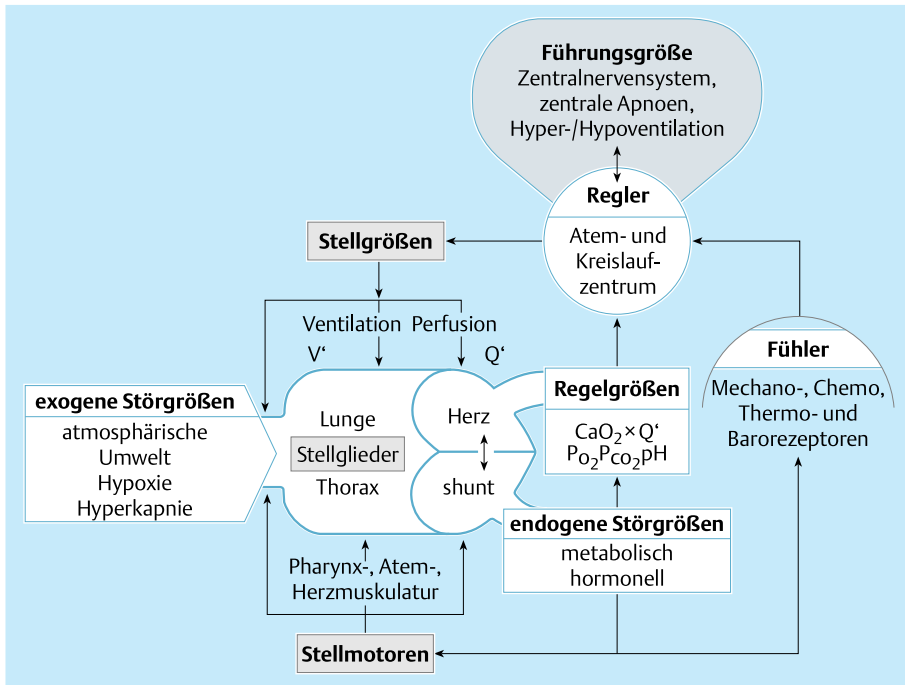 Führungsgröße
Zentralnervensystem,
zentrale Apnoen,
Hyper-/Hypoventilation
Regler
Atem- und
Kreislauf-
zentrum
Stellgrößen
Ventilation
V‘
Perfusion
Q‘
Fühler
Mechano-, Chemo,
Thermo- und
Barorezeptoren
exogene Störgrößen
atmosphärische
Umwelt
Hypoxie
Hyperkapnie
Lunge
Stellglieder
Thorax
Herz
shunt
Regelgrößen
CaO₂×Q‘
Po₂Pco₂pH
endogene Störgrößen
metabolisch
hormonell
Pharynx-, Atem-,
Herzmuskulatur
Stellmotoren